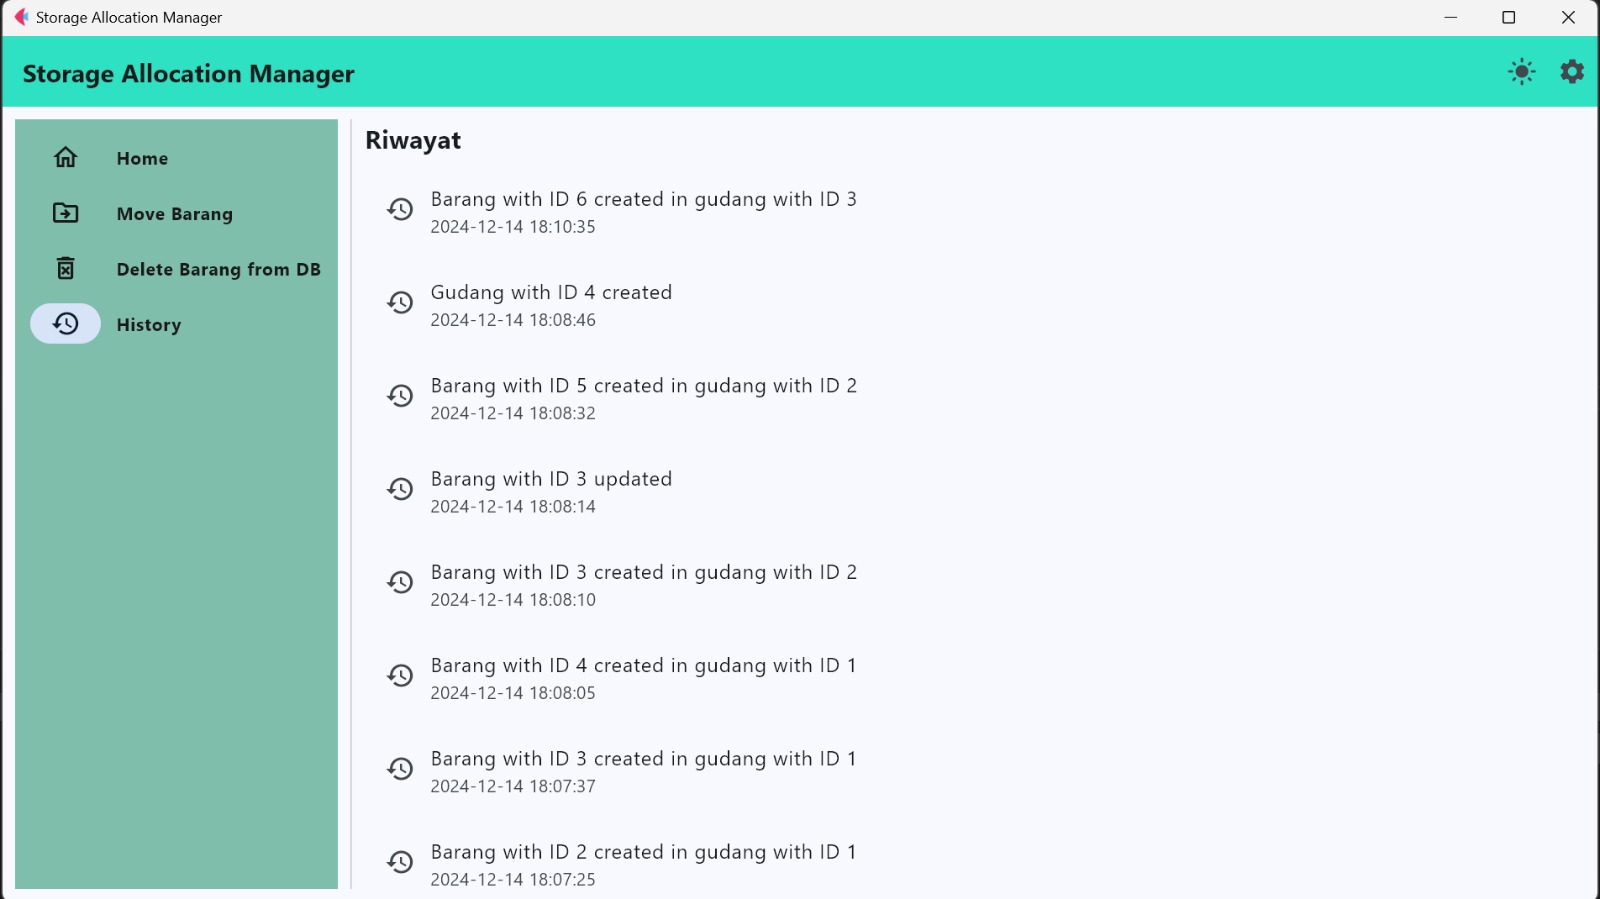 Storage Allocation Manager
Storage Allocation Manager
Home
Move Barang
Delete Barang from DB
History
Riwayat
Barang with ID 6 created in gudang with ID 3
2024-12-14 18:10:35
Gudang with ID 4 created
2024-12-14 18:08:46
Barang with ID 5 created in gudang with ID 2
2024-12-14 18:08:32
Barang with ID 3 updated
2024-12-14 18:08:14
Barang with ID 3 created in gudang with ID 2
2024-12-14 18:08:10
Barang with ID 4 created in gudang with ID 1
2024-12-14 18:08:05
Barang with ID 3 created in gudang with ID 1
2024-12-14 18:07:37
Barang with ID 2 created in gudang with ID 1
2024-12-14 18:07:25